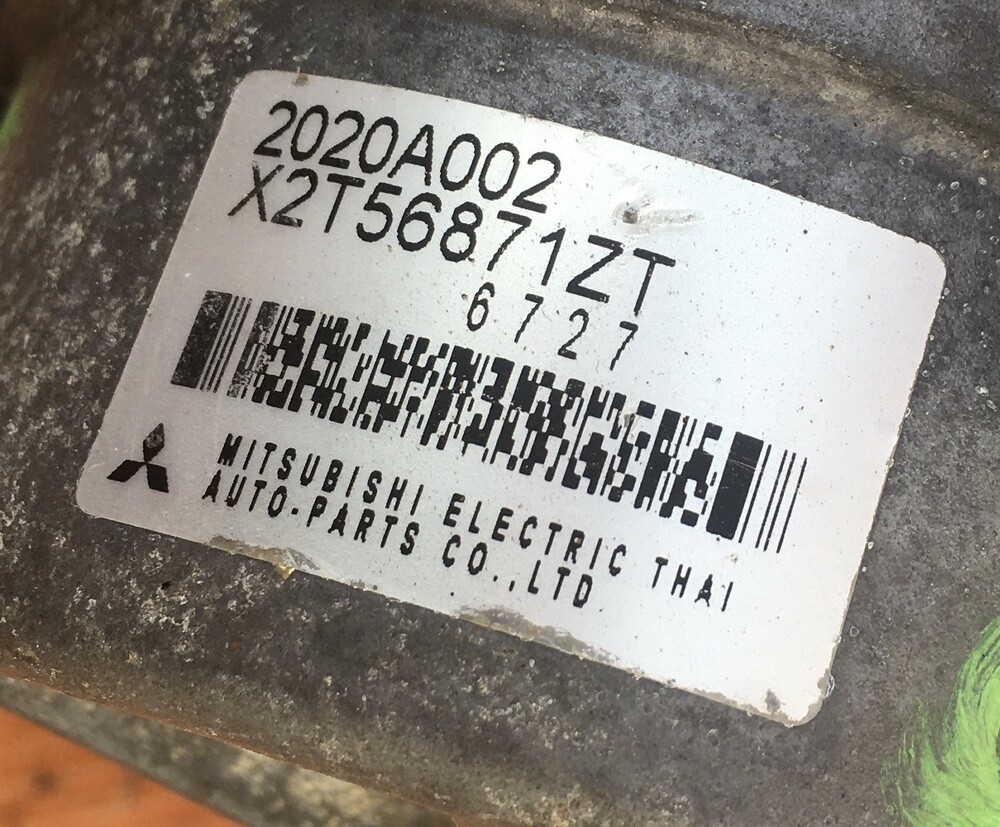 2020A002
X2T56871ZT
6727
MITSUBISHI ELECTRIC THAI
AUTO-PARTS CO.,LTD